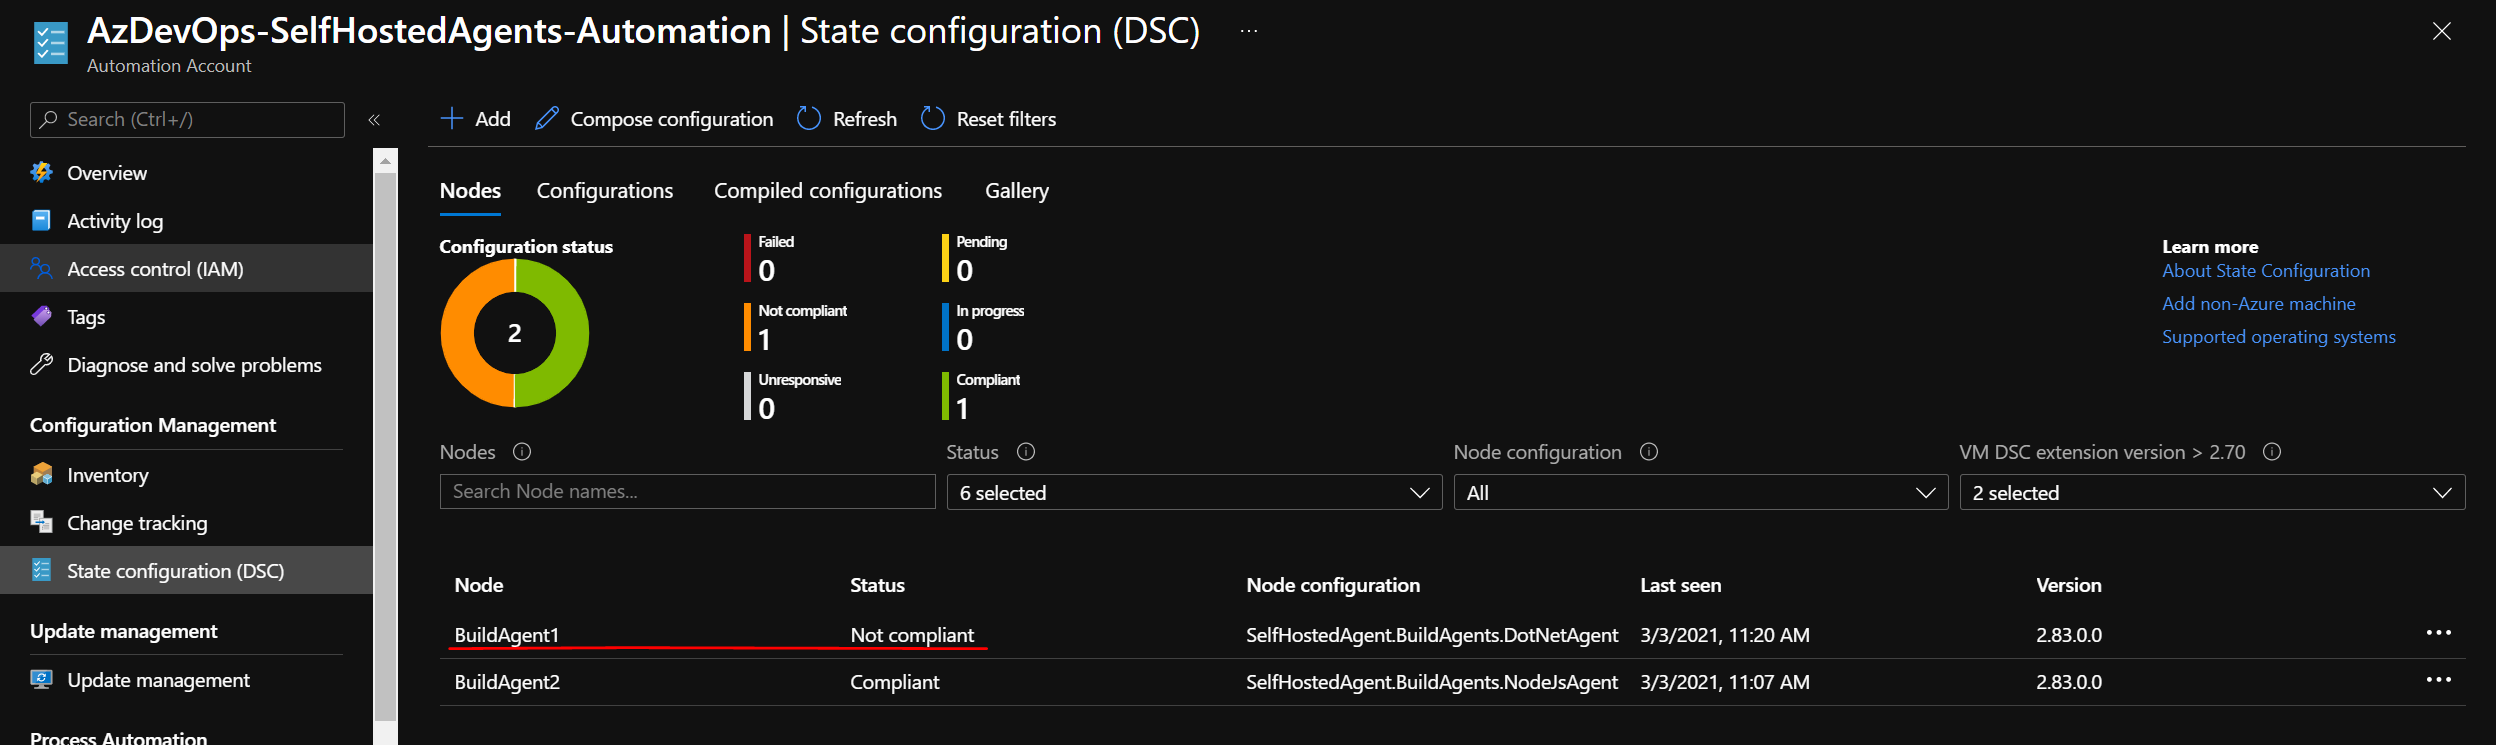 AzDevOps-SelfHostedAgents-Automation | State configuration (DSC) ...
Automation Account
Search (Ctrl+/)
«
Overview
Activity log
Access control (IAM)
Tags
Diagnose and solve problems
Configuration Management
Inventory
Change tracking
State configuration (DSC)
Update management
Update management
Process Automation
Add Compose configuration Refresh Reset filters
Nodes Configurations Compiled configurations Gallery
Configuration status
2
Failed
0
Pending
0
Not compliant
1
In progress
0
Unresponsive
0
Compliant
1
Learn more
About State Configuration
Add non-Azure machine
Supported operating systems
Nodes Status Node configuration VM DSC extension version > 2.70
Search Node names... 6 selected All 2 selected
Node Status Node configuration Last seen Version
BuildAgent1 Not compliant SelfHostedAgent.BuildAgents.DotNetAgent 3/3/2021, 11:20 AM 2.83.0.0 ...
BuildAgent2 Compliant SelfHostedAgent.BuildAgents.NodeJsAgent 3/3/2021, 11:07 AM 2.83.0.0 ...